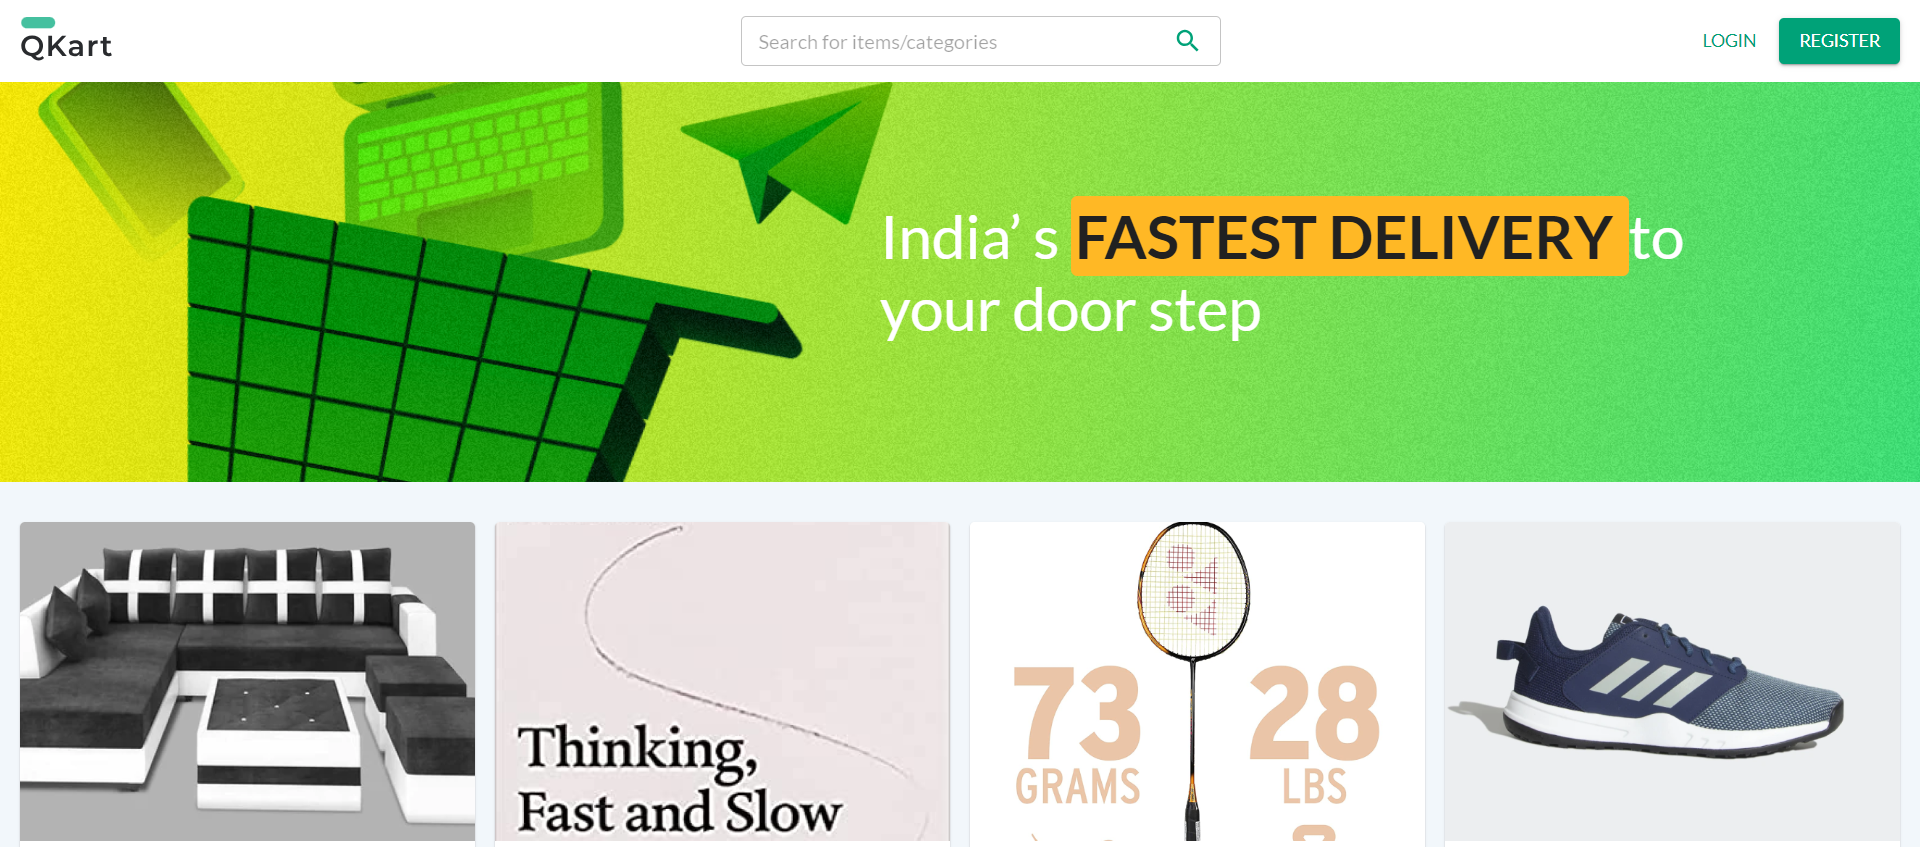 QKart
Search for items/categories
LOGIN
REGISTER
India’ s FASTEST DELIVERY to
your door step
Thinking,
Fast and Slow
73
GRAMS
28
LBS